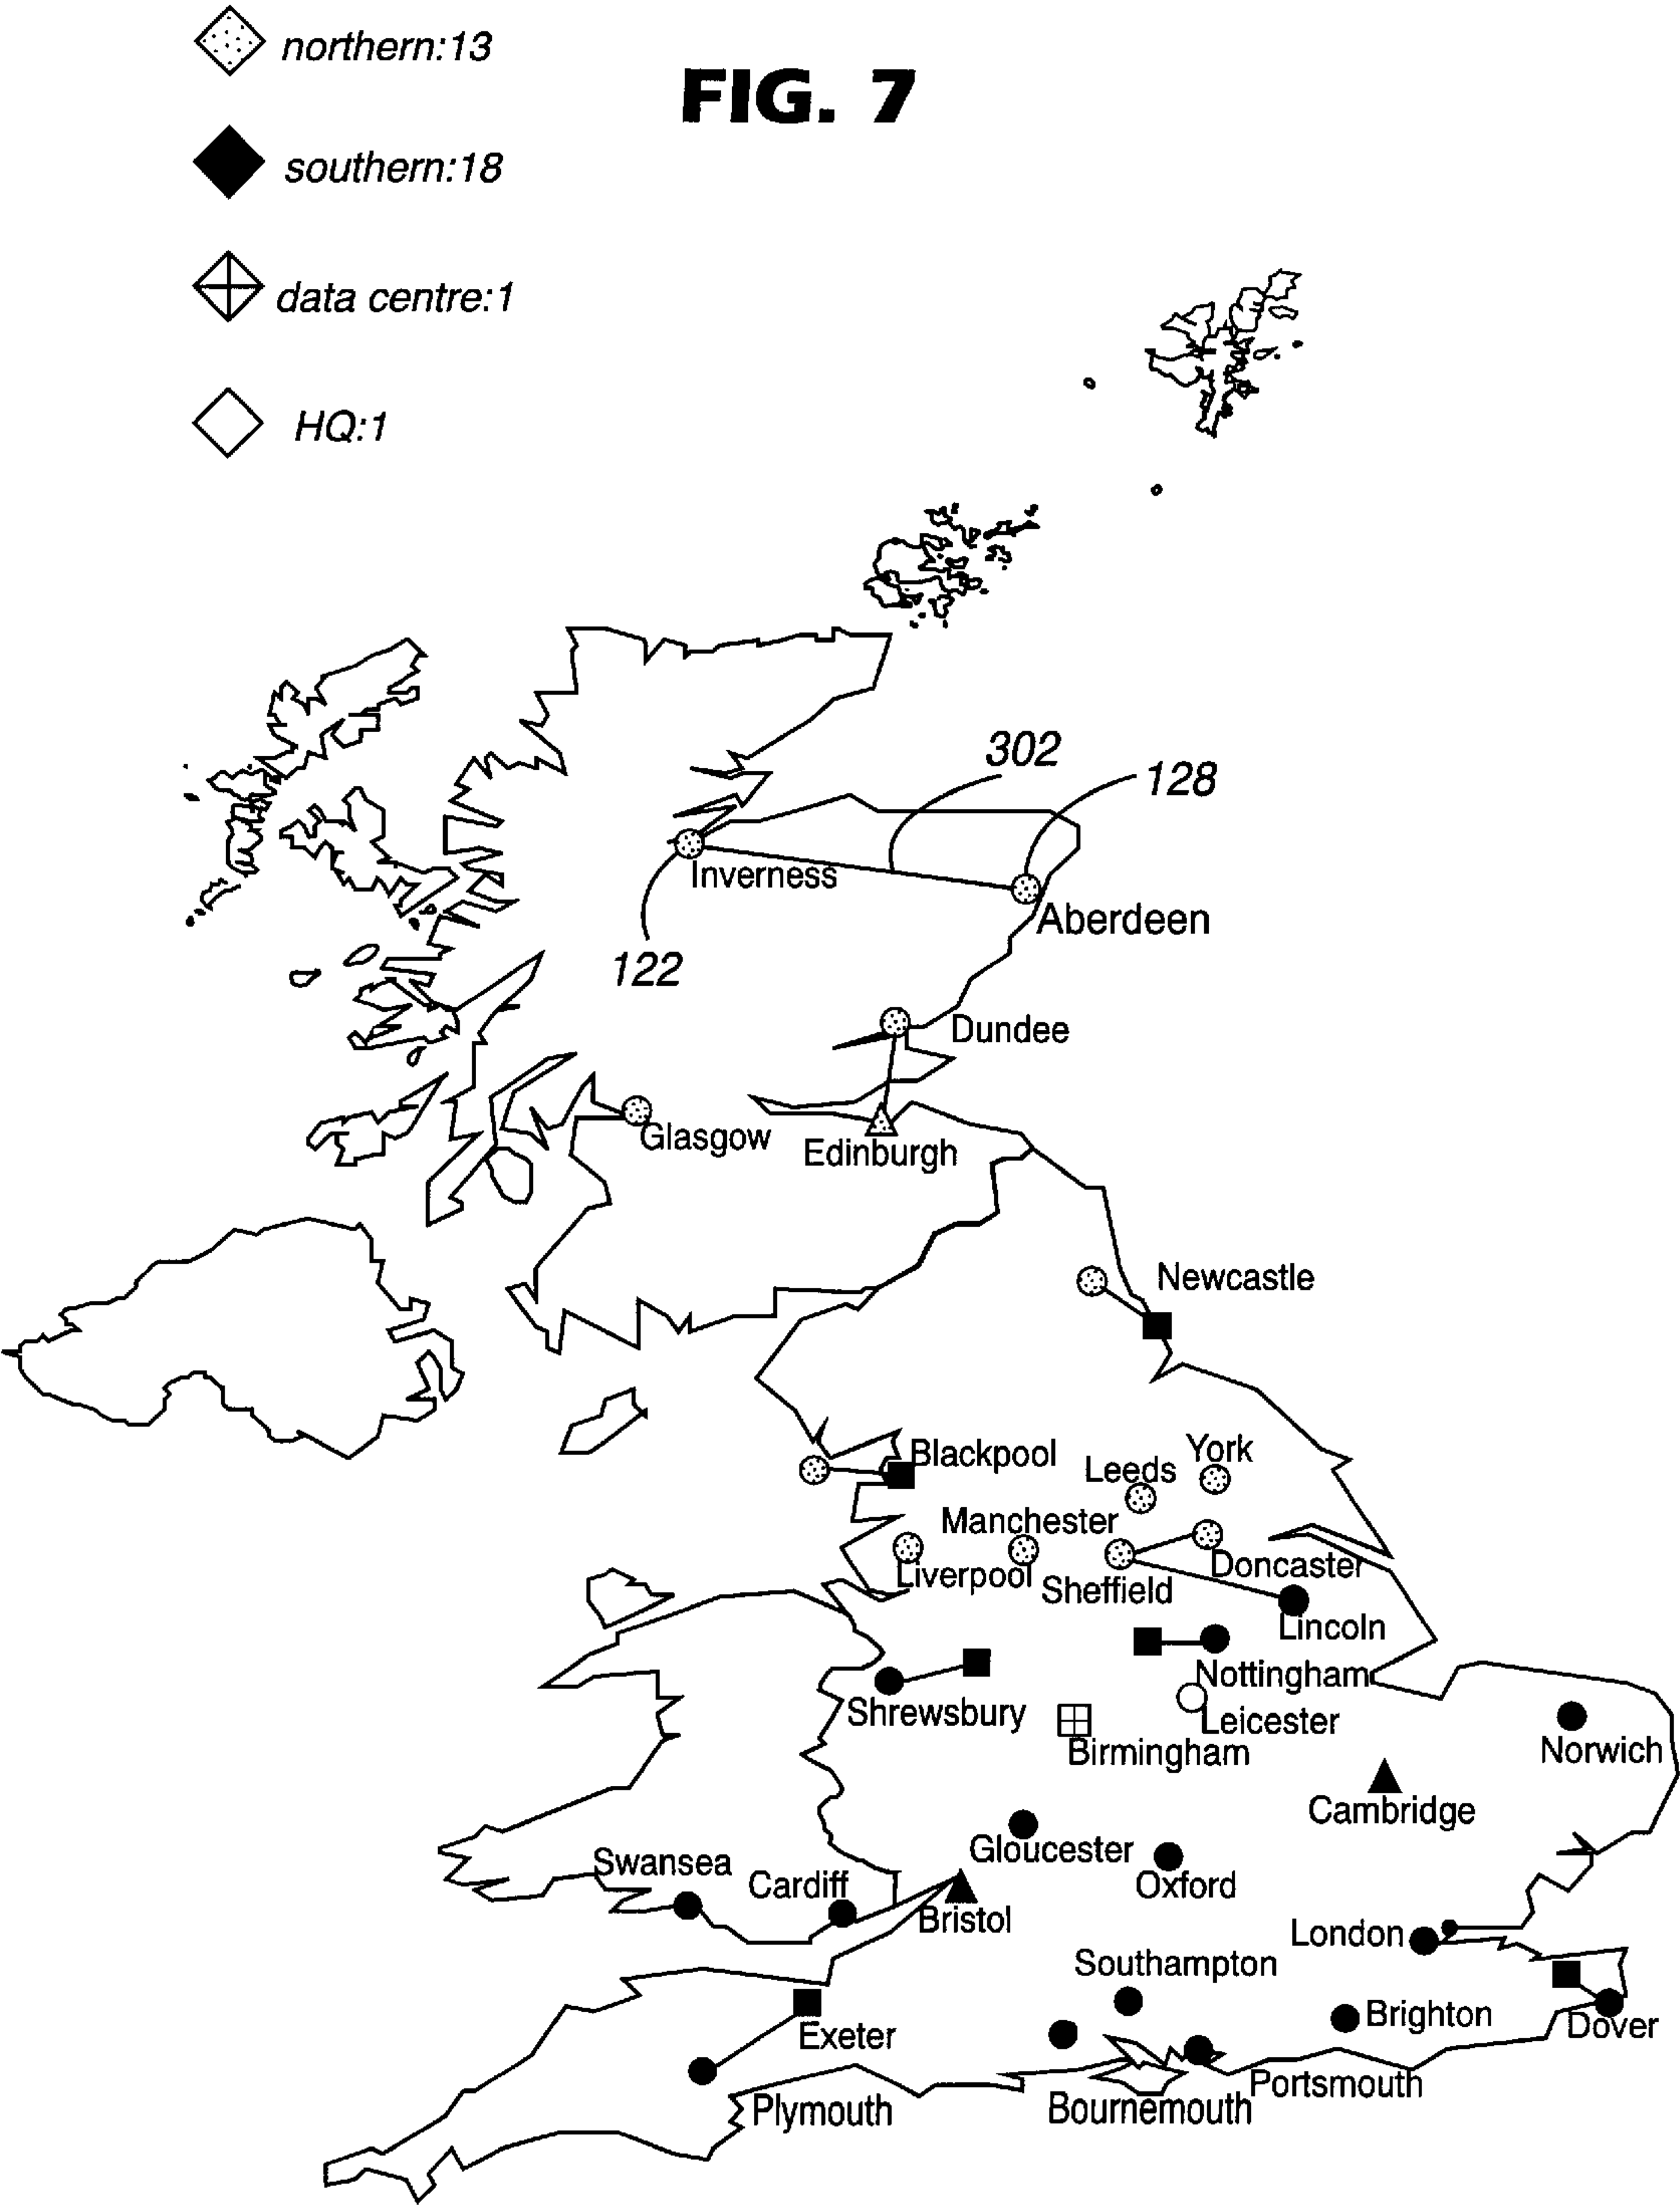 northern:13
FIG. 7
southern:18
data centre:1
HQ:1
302
128
Inverness
Aberdeen
122
Dundee
Glasgow
Edinburgh
Newcastle
Blackpool
York
Leeds
Manchester
Liverpool
Sheffield
Doncaster
Lincoln
Nottingham
Shrewsbury
Leicester
Birmingham
Norwich
Cambridge
Gloucester
Swansea
Cardiff
Oxford
Bristol
London
Southampton
Exeter
Brighton
Dover
Portsmouth
Plymouth
Bournemouth